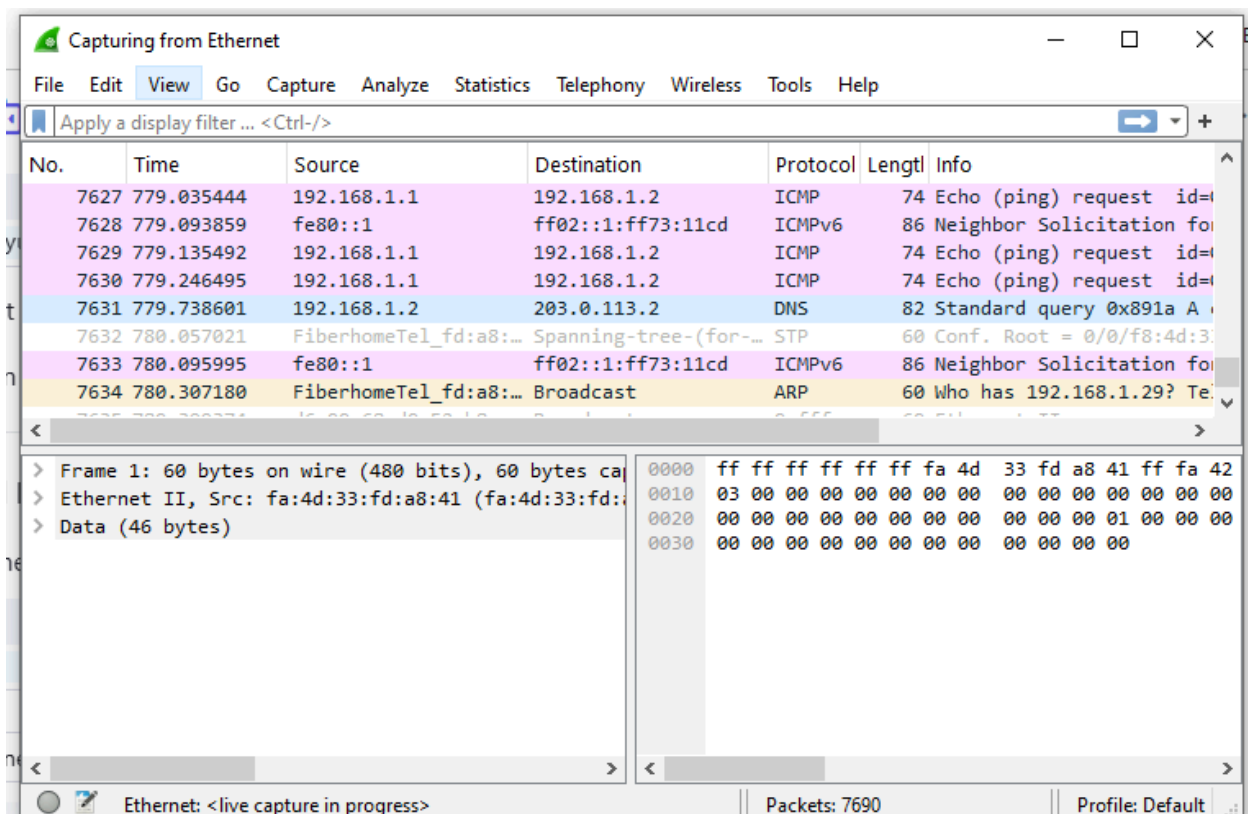 Capturing from Ethernet
File Edit View Go Capture Analyze Statistics Telephony Wireless Tools Help
Apply a display filter ... <Ctrl-/>
No. Time Source Destination Protocol Lengtl Info
7627 779.035444 192.168.1.1 192.168.1.2 ICMP 74 Echo (ping) request id=
7628 779.093859 fe80::1 ff02::1:ff73:11cd ICMPv6 86 Neighbor Solicitation fo
7629 779.135492 192.168.1.1 192.168.1.2 ICMP 74 Echo (ping) request id=
7630 779.246495 192.168.1.1 192.168.1.2 ICMP 74 Echo (ping) request id=
7631 779.738601 192.168.1.2 203.0.113.2 DNS 82 Standard query 0x891a A
7632 780.057021 FiberhomeTel_fd:a8:… Spanning-tree-(for-… STP 60 Conf. Root = 0/0/f8:4d:3
7633 780.095995 fe80::1 ff02::1:ff73:11cd ICMPv6 86 Neighbor Solicitation fo
7634 780.307180 FiberhomeTel_fd:a8:… Broadcast ARP 60 Who has 192.168.1.29? Te
Frame 1: 60 bytes on wire (480 bits), 60 bytes ca
Ethernet II, Src: fa:4d:33:fd:a8:41 (fa:4d:33:fd:
Data (46 bytes)
0000 ff ff ff ff ff ff fa 4d 33 fd a8 41 ff fa 42
0010 03 00 00 00 00 00 00 00 00 00 00 00 00 00 00
0020 00 00 00 00 00 00 00 00 00 00 00 01 00 00 00
0030 00 00 00 00 00 00 00 00 00 00 00 00
Ethernet: <live capture in progress> Packets: 7690 Profile: Default